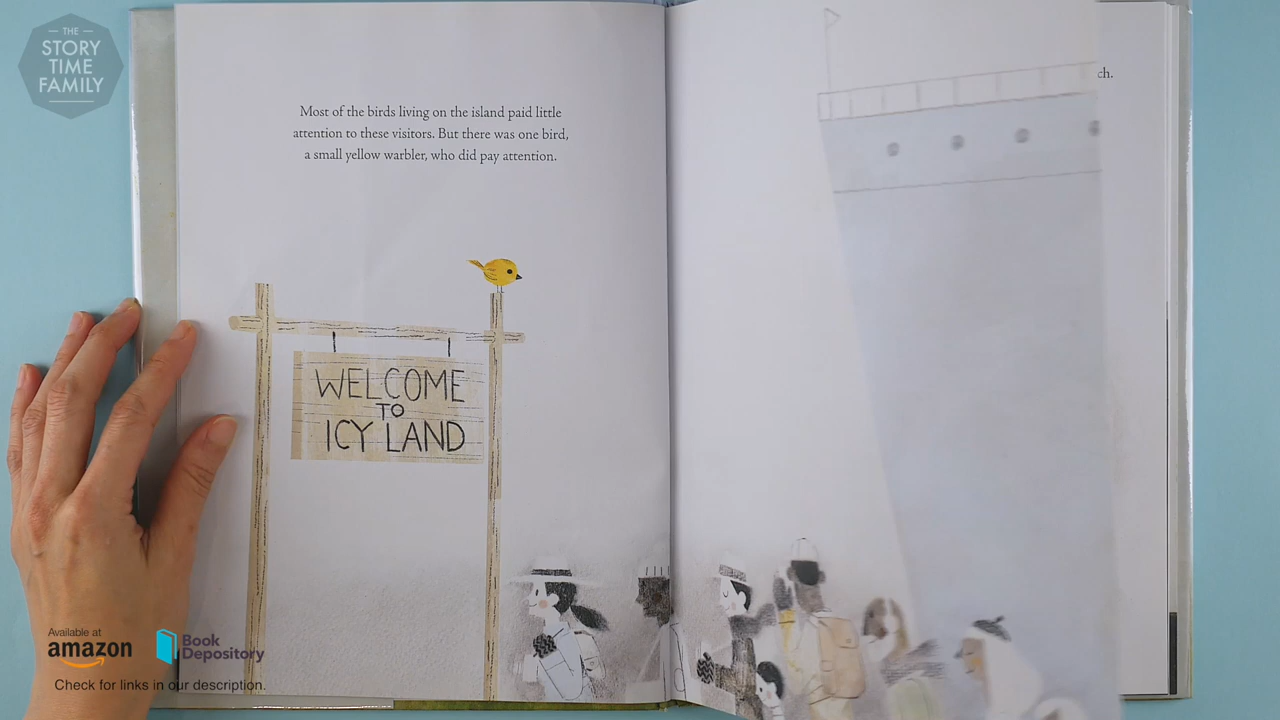 THE
STORY
TIME
FAMILY
Most of the birds living on the island paid little
attention to these visitors. But there was one bird,
a small yellow warbler, who did pay attention.
WELCOME
TO
ICY LAND
Available at
amazon
Book
Depository
Check for links in our description.